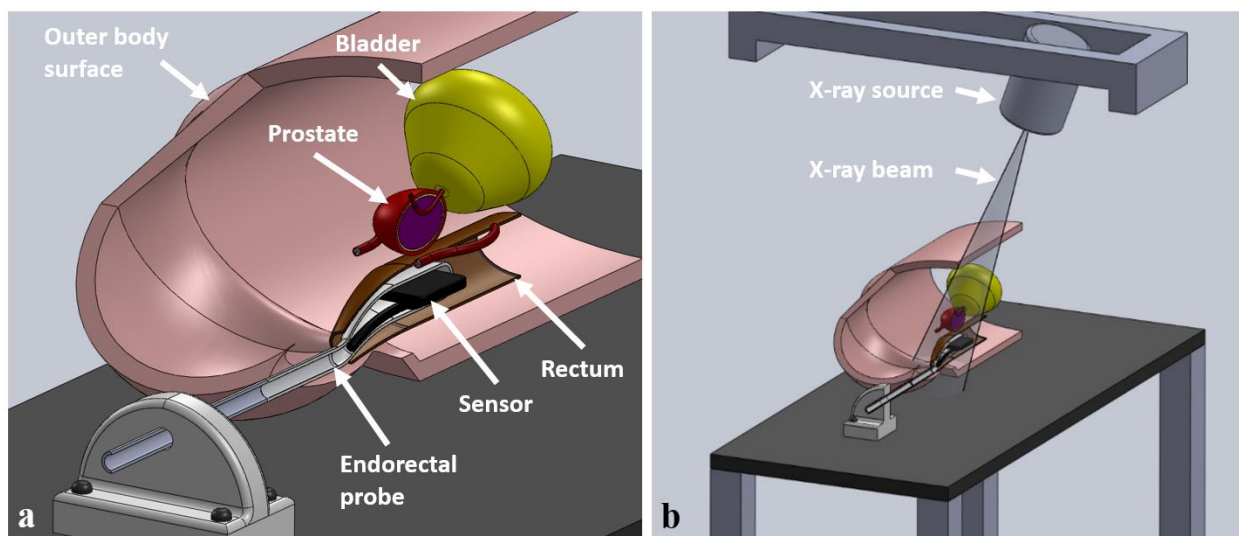 Outer body
surface
Bladder
Prostate
Rectum
Sensor
Endorectal
probe
a
X-ray source
X-ray beam
b